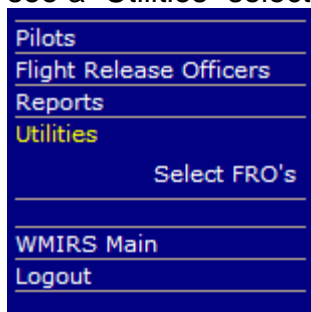 Pilots
Flight Release Officers
Reports
Utilities
Select FRO's
WMIRS Main
Logout